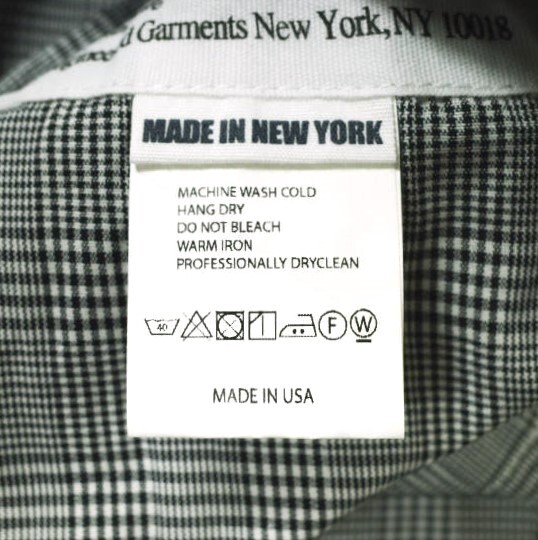 Garments New York, NY 10018
MADE IN NEW YORK
MACHINE WASH COLD
HANG DRY
DO NOT BLEACH
WARM IRON
PROFESSIONALLY DRYCLEAN
40 F W
MADE IN USA